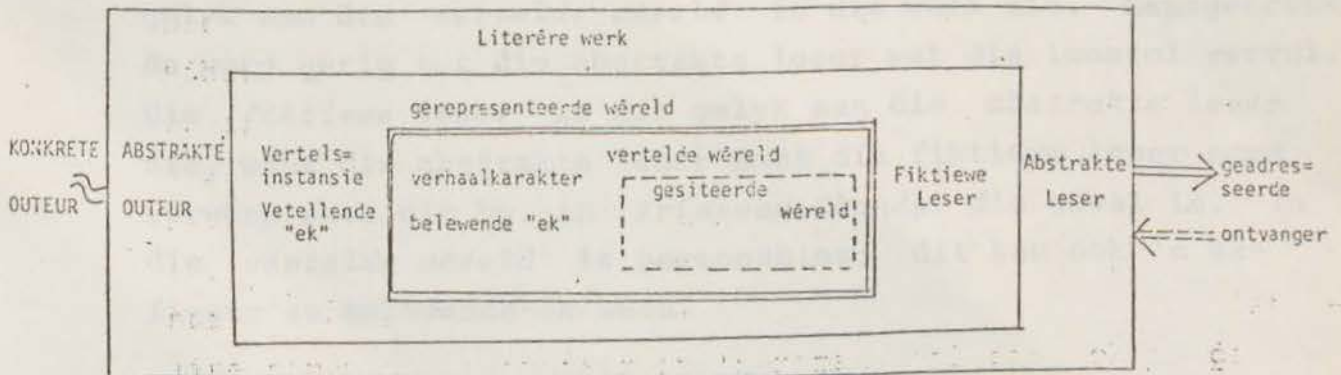 Literêre werk
gerepresenteerde wêreld
KONKRETE ABSTRAKTE Vertels= vertelde wêreld Abstrakte geadres=
instansie verhaalkarakter gesiteerde Fiktiewe Leser seerde
OUTEUR OUTEUR Vetellende belewende "ek" wêreld Leser ontvanger
"ek"